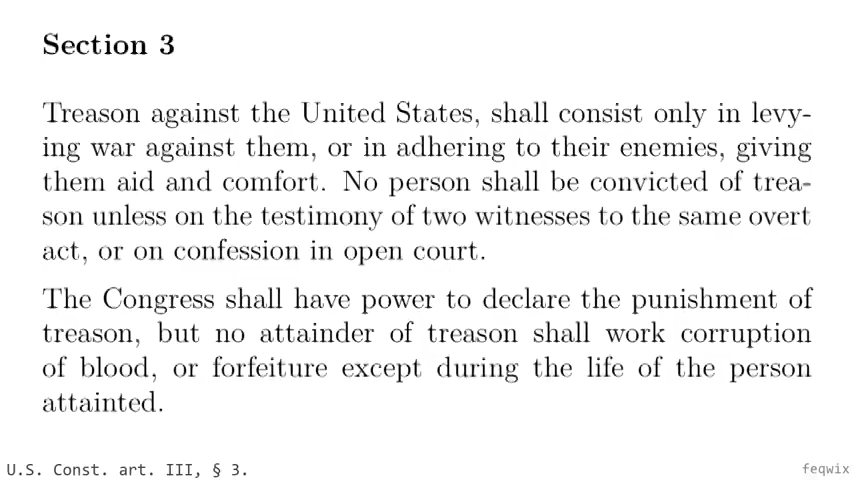 Section 3
Treason against the United States, shall consist only in levy-
ing war against them, or in adhering to their enemies, giving
them aid and comfort. No person shall be convicted of trea-
son unless on the testimony of two witnesses to the same overt
act, or on confession in open court.
The Congress shall have power to declare the punishment of
treason, but no attainder of treason shall work corruption
of blood, or forfeiture except during the life of the person
attainted.
U.S. Const. art. III, § 3.
feqwix